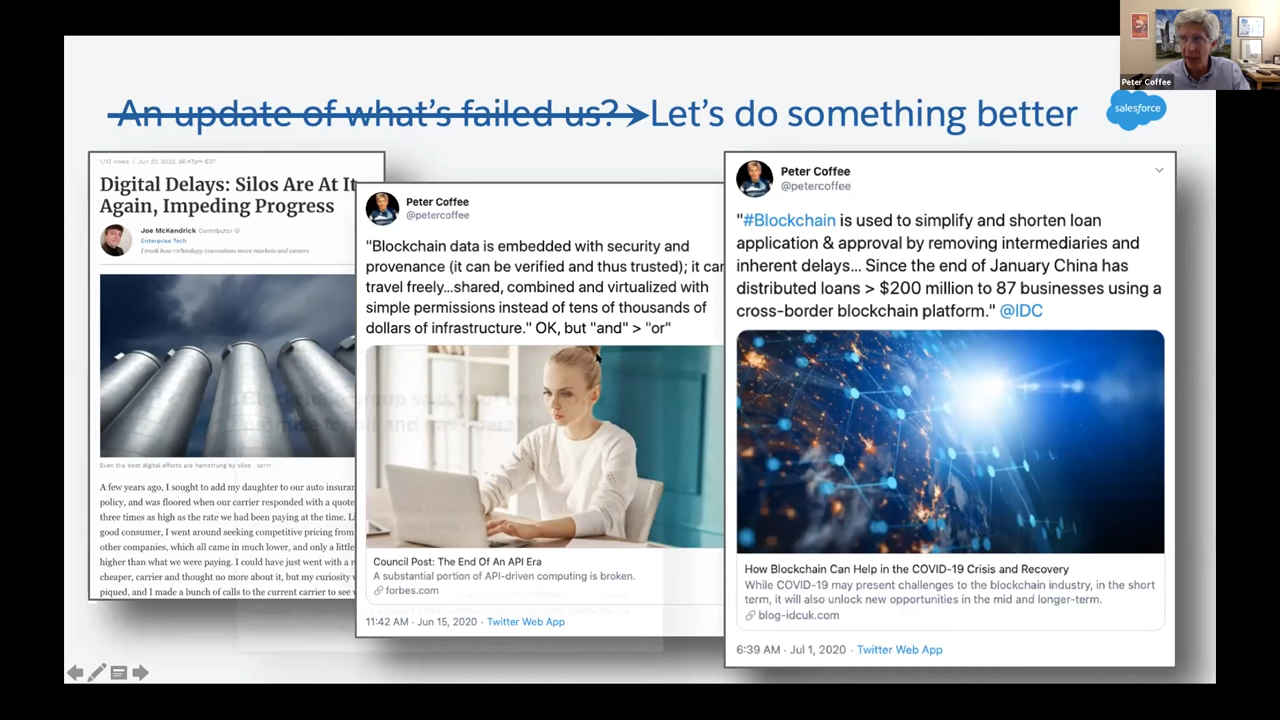 Peter Coffee
An update of what's failed us? Let's do something better
salesforce
Jun 23, 2020, 06:47pm EDT
Digital Delays: Silos Are At It
Again, Impeding Progress
Joe McKendrick Contributor
Enterprise Tech
I track how technology innovations move markets and careers
Even the best digital efforts are hamstrung by silos GETTY
A few years ago, I sought to add my daughter to our auto insuran
policy, and was floored when our carrier responded with a quote
three times as high as the rate we had been paying at the time.
good consumer, I went around seeking competitive pricing from
other companies, which all came in much lower, and only a little
higher than what we were paying. I could have just went with a
cheaper, carrier and thought no more about it, but my curiosity
piqued, and I made a bunch of calls to the current carrier to see
Peter Coffee
@petercoffee
"Blockchain data is embedded with security and
provenance (it can be verified and thus trusted); it can
travel freely...shared, combined and virtualized with
simple permissions instead of tens of thousands of
dollars of infrastructure." OK, but "and" > "or"
Council Post: The End Of An API Era
A substantial portion of API-driven computing is broken.
forbes.com
11:42 AM · Jun 15, 2020 · Twitter Web App
Peter Coffee
@petercoffee
"#Blockchain is used to simplify and shorten loan
application & approval by removing intermediaries and
inherent delays... Since the end of January China has
distributed loans > $200 million to 87 businesses using a
cross-border blockchain platform." @IDC
How Blockchain Can Help in the COVID-19 Crisis and Recovery
While COVID-19 may present challenges to the blockchain industry, in the short
term, it will also unlock new opportunities in the mid and longer-term.
blog-idcuk.com
6:39 AM · Jul 1, 2020 · Twitter Web App